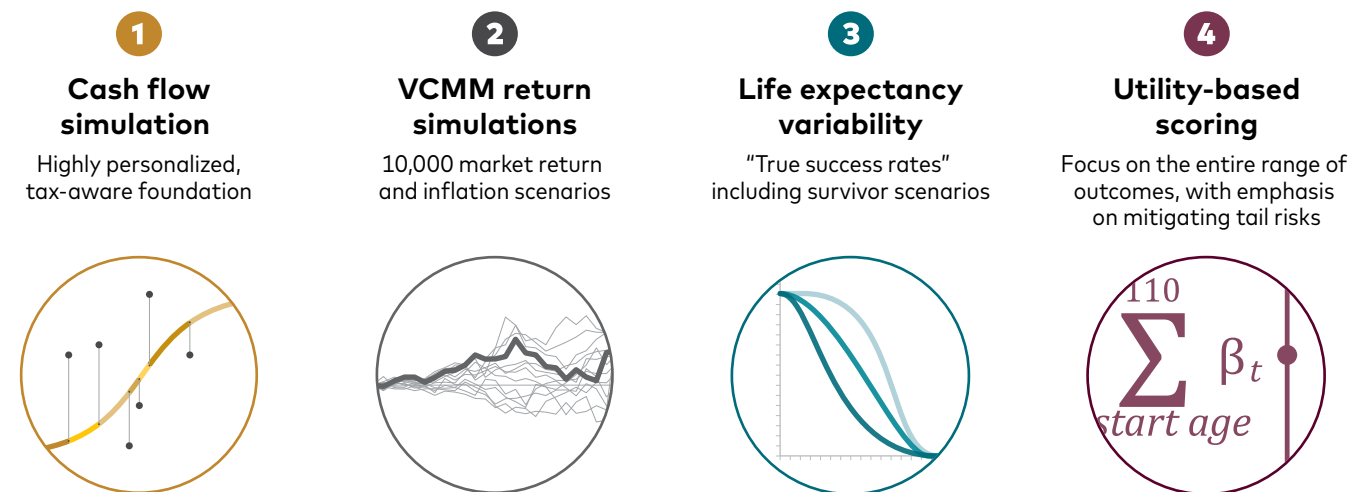 1
Cash flow
simulation
Highly personalized,
tax-aware foundation
2
VCMM return
simulations
10,000 market return
and inflation scenarios
3
Life expectancy
variability
“True success rates”
including survivor scenarios
4
Utility-based
scoring
Focus on the entire range of
outcomes, with emphasis
on mitigating tail risks
110
∑ βt
start age